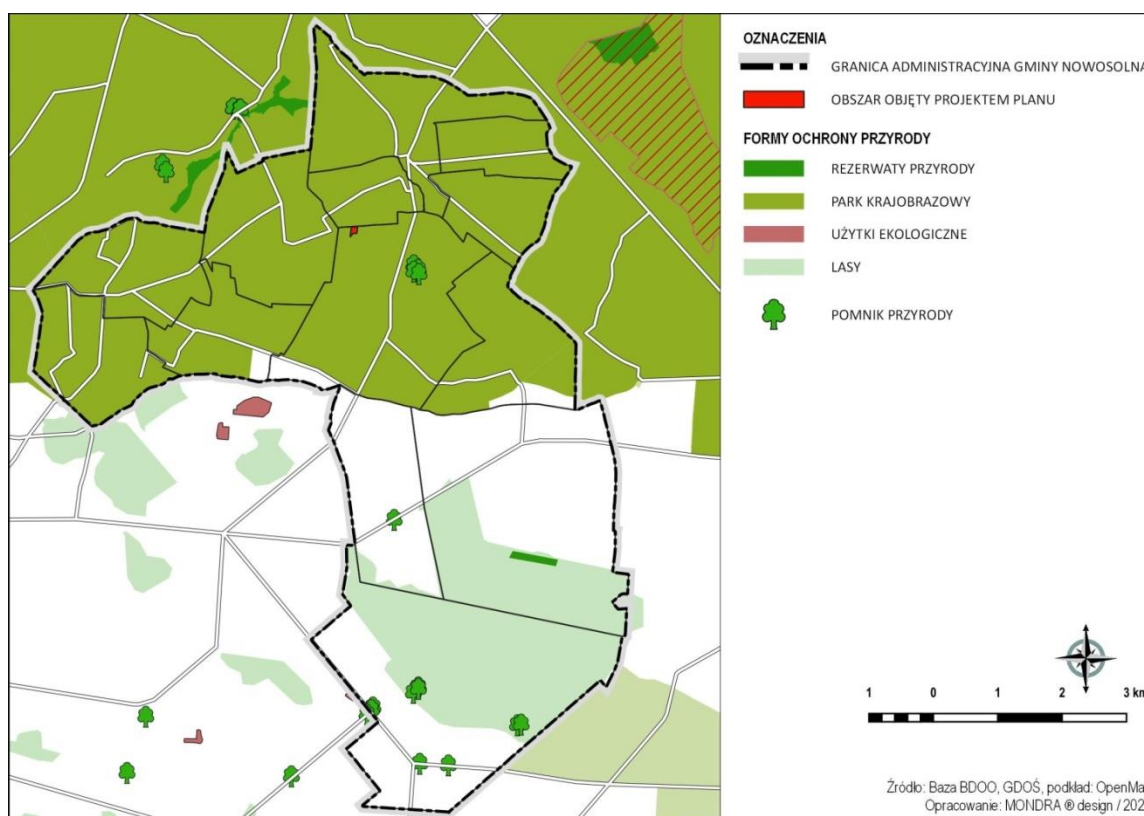 OZNACZENIA
GRANICA ADMINISTRACYJNA GMINY NOWOSOLNA
OBSZAR OBJĘTY PROJEKTEM PLANU
FORMY OCHRONY PRZYRODY
REZERWATY PRZYRODY
PARK KRAJOBRAZOWY
UŻYTKI EKOLOGICZNE
LASY
POMNIK PRZYRODY
1 0 1 2 3 km
Źródło: Baza BDOO, GDOŚ, podkład: OpenMa
Opracowanie: MONDRA ® design / 202